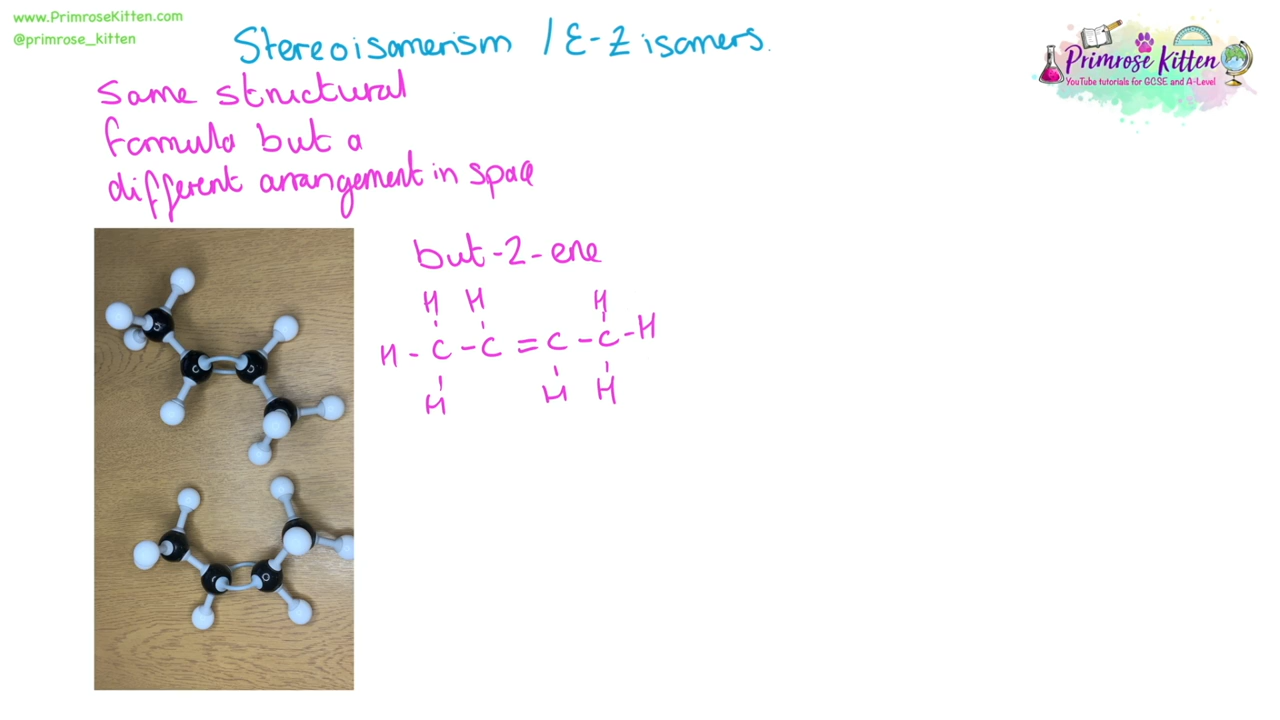 www.PrimroseKitten.com
@primrose_kitten
Stereoisomerism / E-Z isomers.
Primrose Kitten
YouTube tutorials for GCSE and A-Level
Same structural
formula but a
different arrangement in space
but-2-ene
H H H
H - C - C = C - C - H
H H H